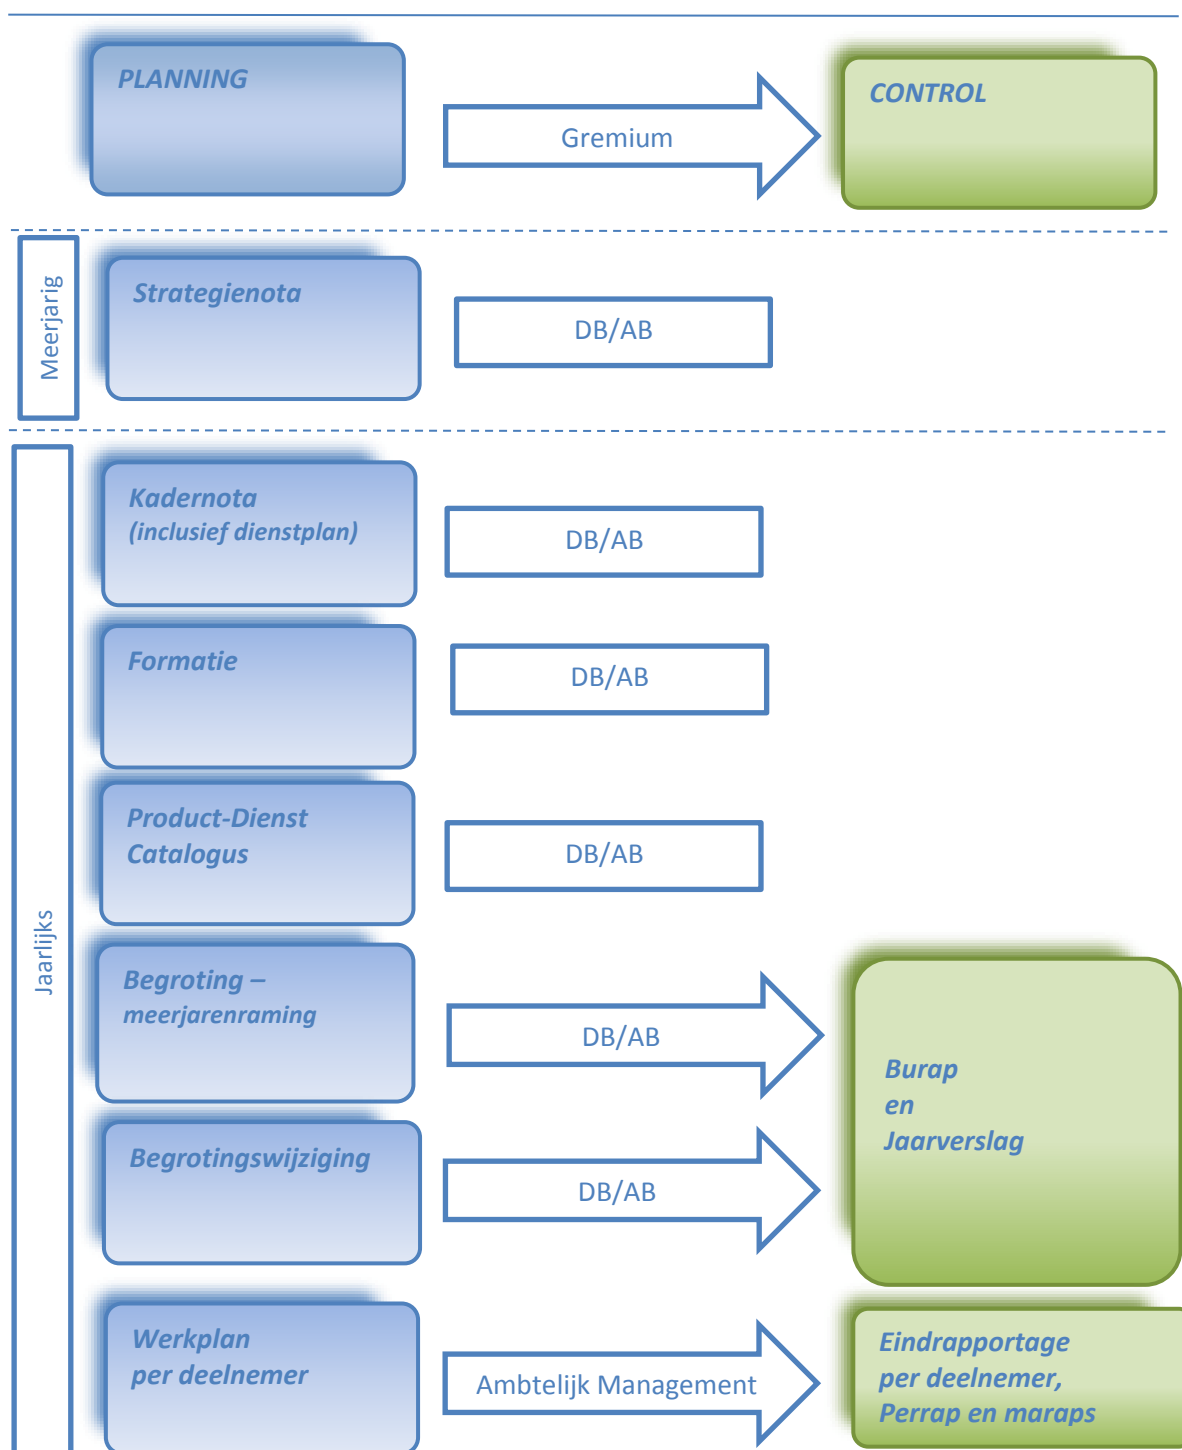 PLANNING
Gremium
CONTROL
Meerjarig
Strategienota
DB/AB
Jaarlijks
Kadernota
(inclusief dienstplan)
DB/AB
Formatie
DB/AB
Product-Dienst
Catalogus
DB/AB
Begroting –
meerjarenraming
DB/AB
Burap
en
Jaarverslag
Begrotingswijziging
DB/AB
Werkplan
per deelnemer
Ambtelijk Management
Eindrapportage
per deelnemer,
Perrap en maraps